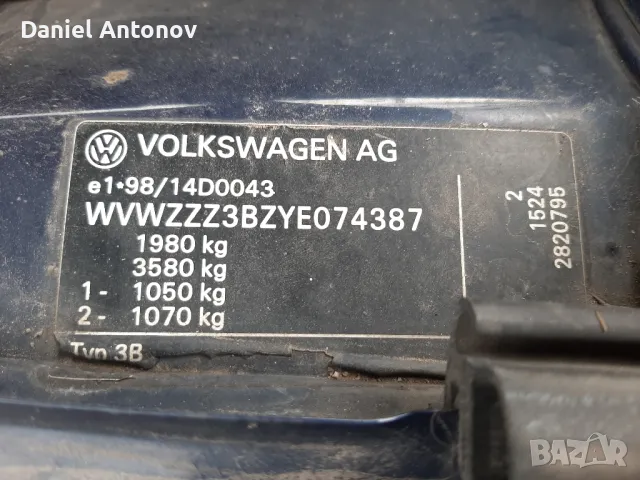 Daniel Antonov
VOLKSWAGEN AG
e1*98/14D0043
WVWZZZ3BZYE074387
1980 kg
3580 kg
1 - 1050 kg
2 - 1070 kg
Typ 3B
2
1524
2820795
BAZAR